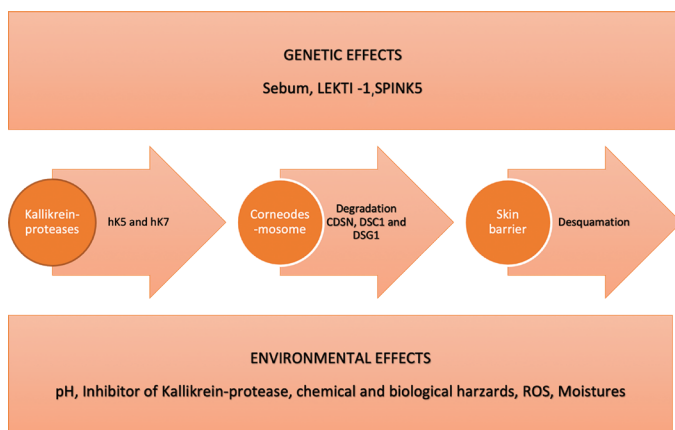 GENETIC EFFECTS
Sebum, LEKTI -1,SPINK5
Kallikrein-
proteases
hK5 and hK7
Corneodes
-mosome
Degradation
CDSN, DSC1 and
DSG1
Skin
barrier
Desquamation
ENVIRONMENTAL EFFECTS
pH, Inhibitor of Kallikrein-protease, chemical and biological harzards, ROS, Moistures